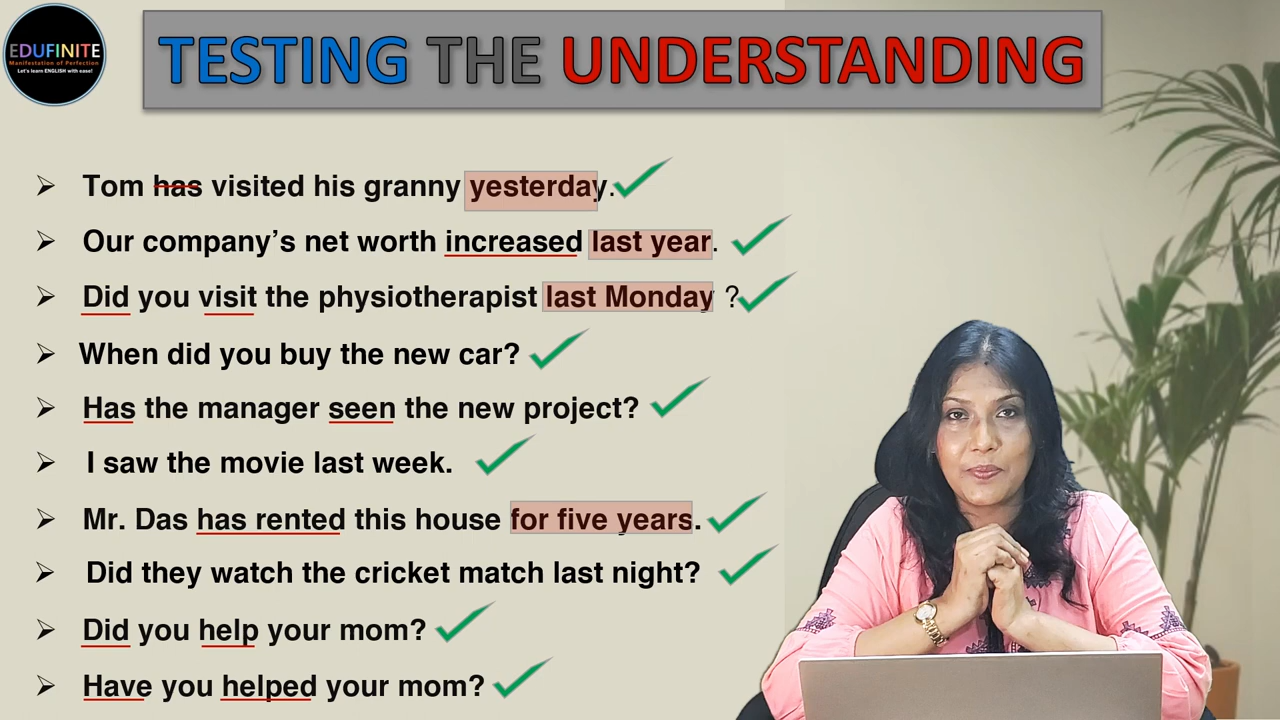 EDUFINITE
Manifestation of Perfection
Let's learn ENGLISH with ease!
TESTING THE UNDERSTANDING
Tom has visited his granny yesterday.
Our company’s net worth increased last year.
Did you visit the physiotherapist last Monday ?
When did you buy the new car?
Has the manager seen the new project?
I saw the movie last week.
Mr. Das has rented this house for five years.
Did they watch the cricket match last night?
Did you help your mom?
Have you helped your mom?